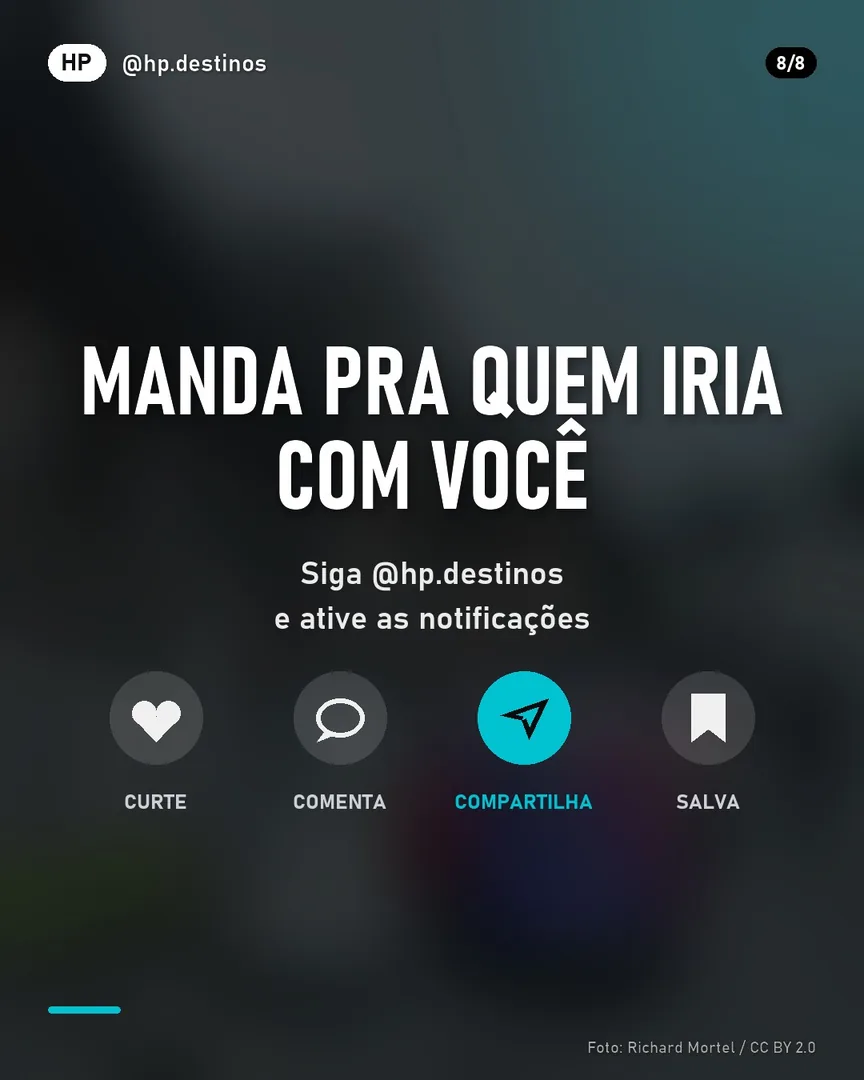 HP @hp.destinos 8/8
MANDA PRA QUEM IRIA
COM VOCÊ
Siga @hp.destinos
e ative as notificações
CURTE COMENTA COMPARTILHA SALVA
Foto: Richard Mortel / CC BY 2.0